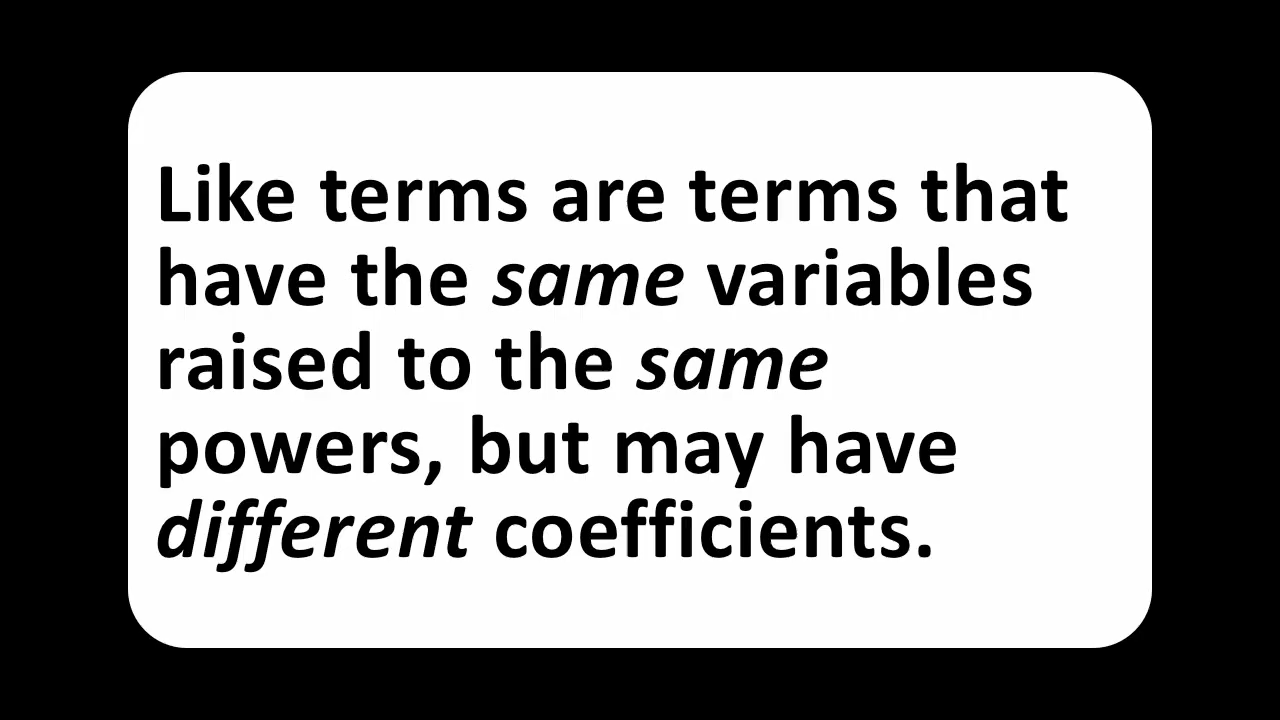 Like terms are terms that
have the same variables
raised to the same
powers, but may have
different coefficients.